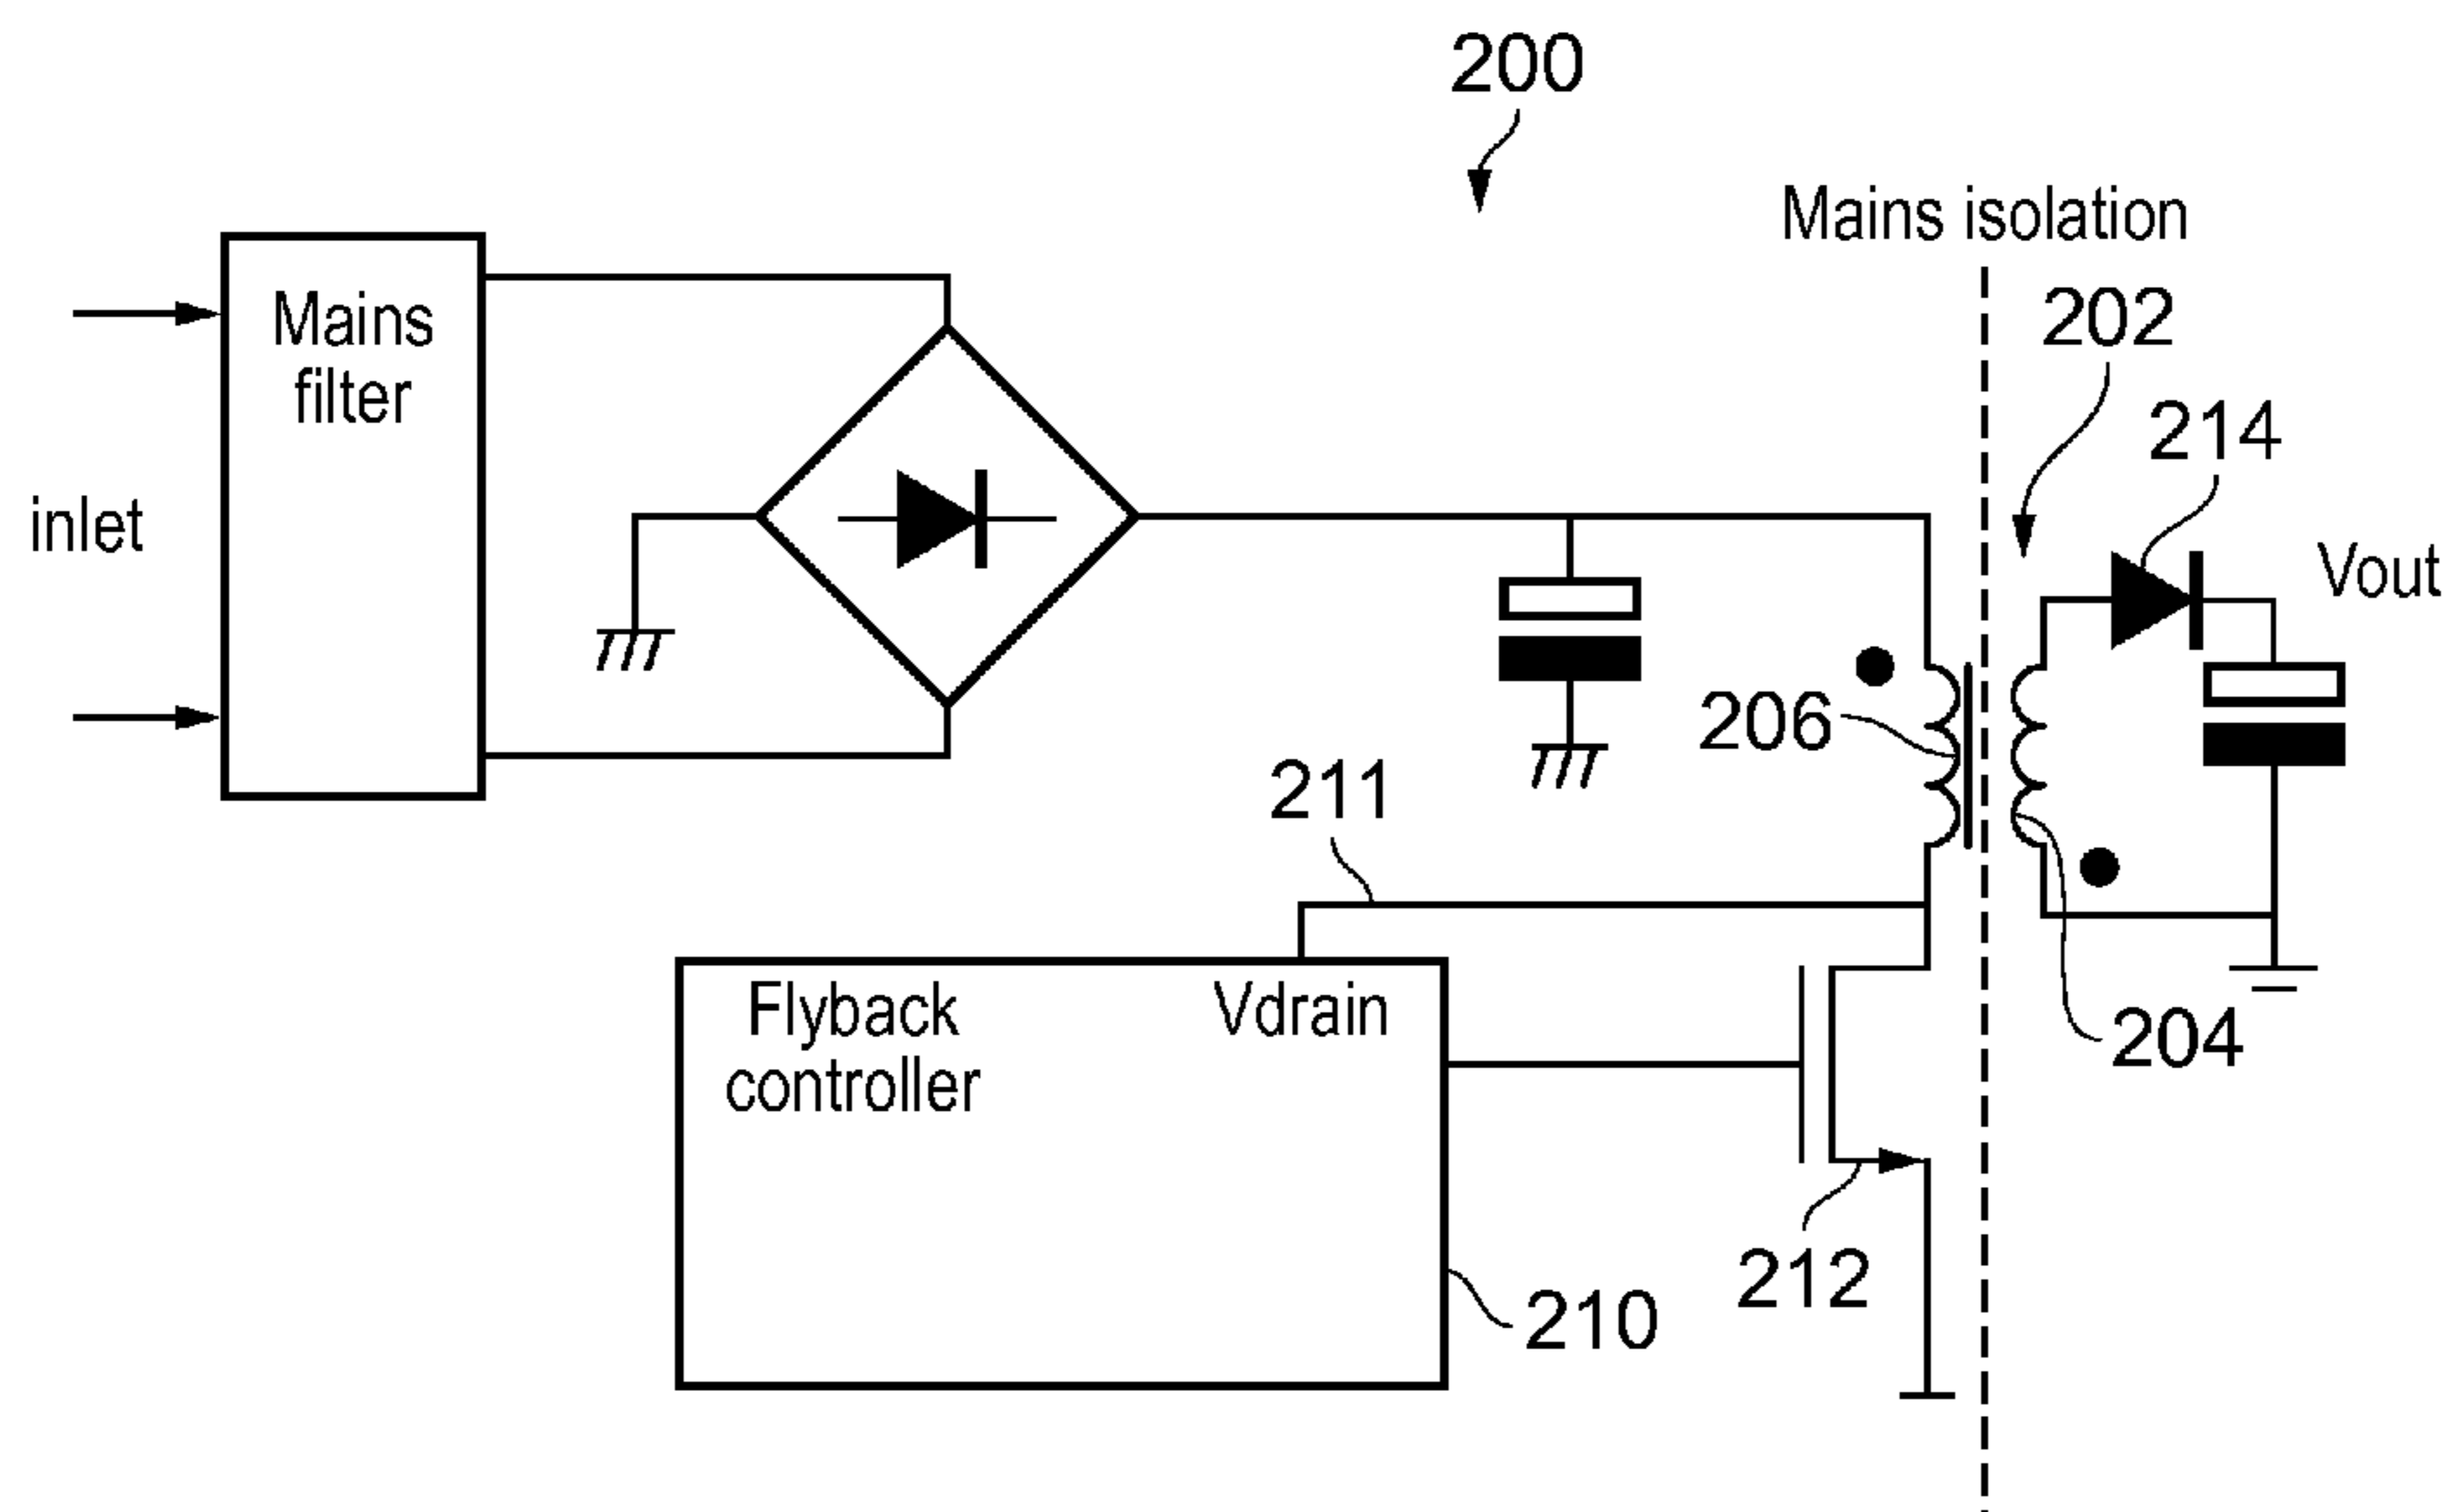 200
Mains isolation
202
214
Mains
filter
inlet
Vout
206
211
Flyback
controller
Vdrain
204
212
210